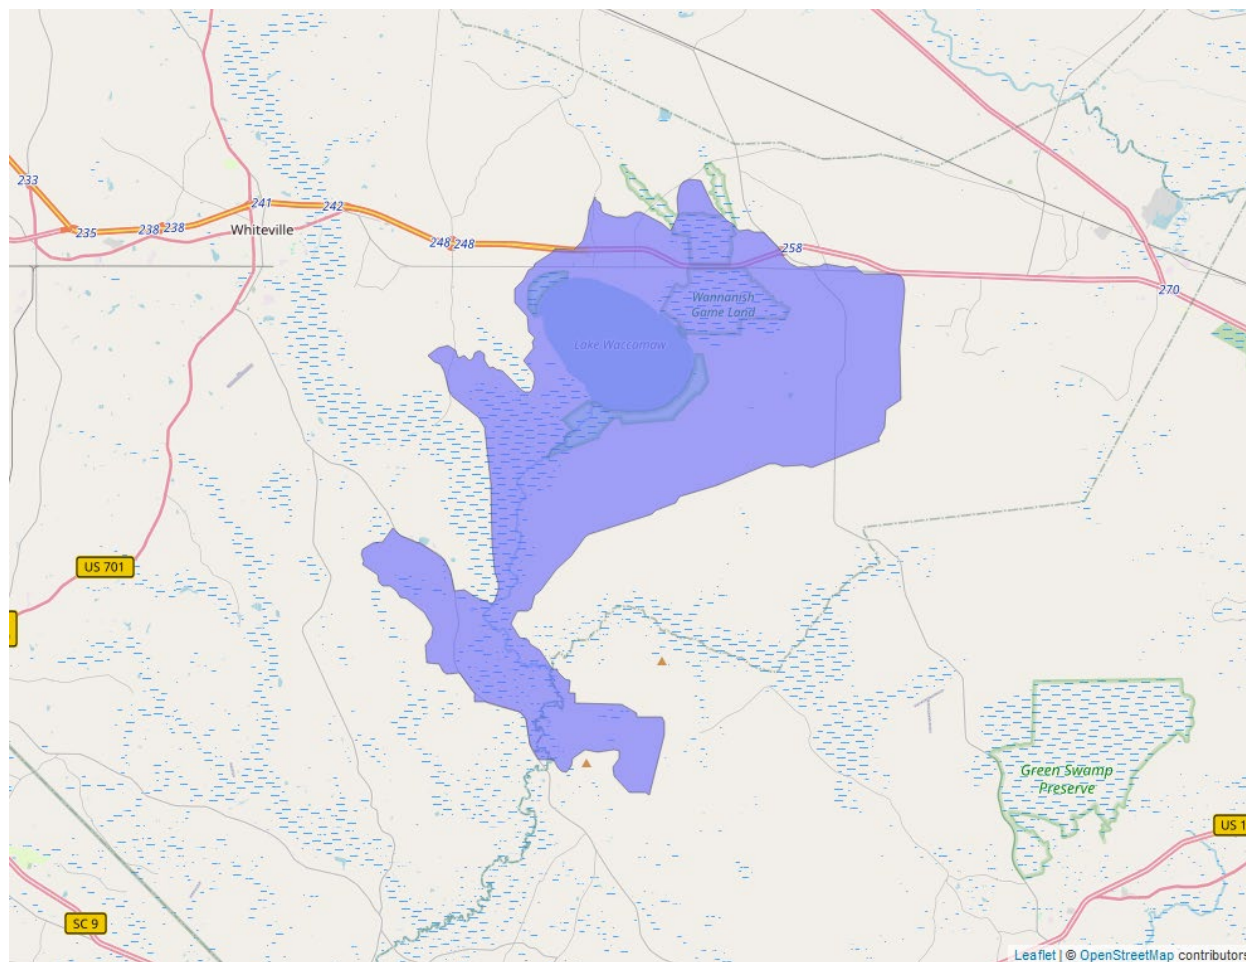 233
241
242
235
238
238
Whiteville
248
248
258
270
Wannanish
Game Land
Lake Waccamaw
US 701
Green Swamp
Preserve
US 1
SC 9
Leaflet | © OpenStreetMap contributors